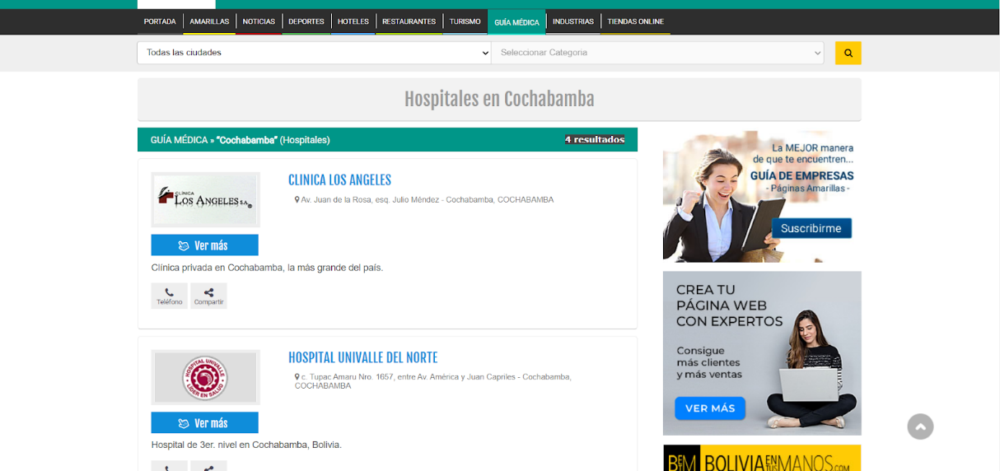 PORTADA AMARILLAS NOTICIAS DEPORTES HOTELES RESTAURANTES TURISMO GUÍA MÉDICA INDUSTRIAS TIENDAS ONLINE
Todas las ciudades Seleccionar Categoria
Hospitales en Cochabamba
GUÍA MÉDICA » "Cochabamba" (Hospitales) 4 resultados
CLINICA
LOS ANGELES S.A.®
CLINICA LOS ANGELES
Av. Juan de la Rosa, esq. Julio Méndez - Cochabamba, COCHABAMBA
Ver más
Clínica privada en Cochabamba, la más grande del país.
Teléfono Compartir
HOSPITAL UNIVALLE
LIDER EN SALUD
HOSPITAL UNIVALLE DEL NORTE
c. Tupac Amaru Nro. 1657, entre Av. América y Juan Capriles - Cochabamba,
COCHABAMBA
Ver más
Hospital de 3er. nivel en Cochabamba, Bolivia.
La MEJOR manera
de que te encuentren...
GUÍA DE EMPRESAS
- Páginas Amarillas -
Suscribirme
CREA TU
PÁGINA WEB
CON EXPERTOS
Consigue
más clientes
y más ventas
VER MÁS
BOLIVIA EN TUS MANOS.COM